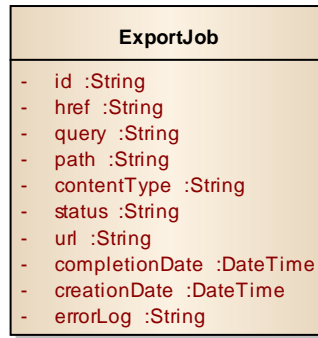 ExportJob
- id :String
- href :String
- query :String
- path :String
- contentType :String
- status :String
- url :String
- completionDate :DateTime
- creationDate :DateTime
- errorLog :String